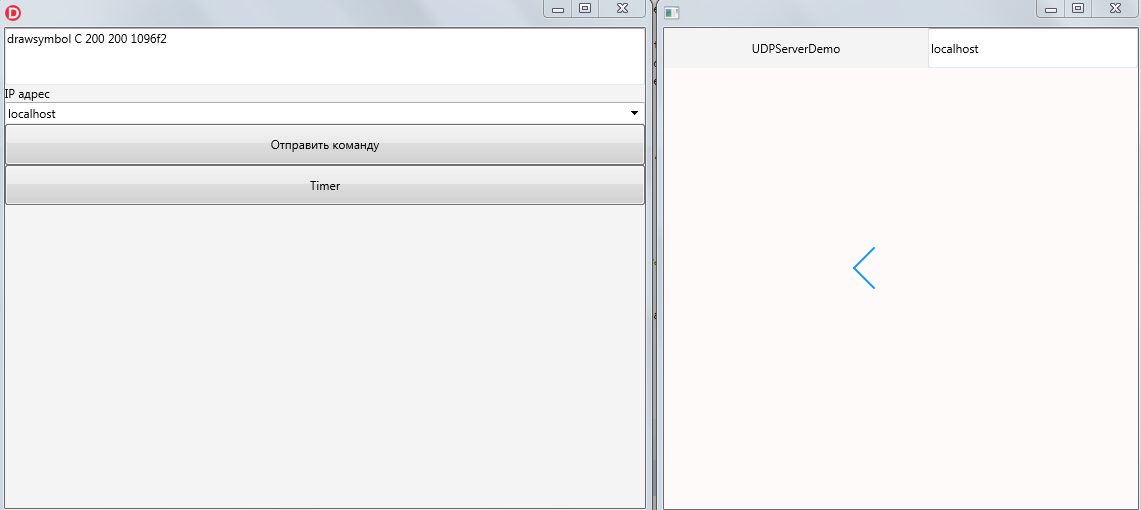 drawsymbol C 200 200 1096f2
IP адрес
localhost
Отправить команду
Timer
UDPServerDemo
localhost